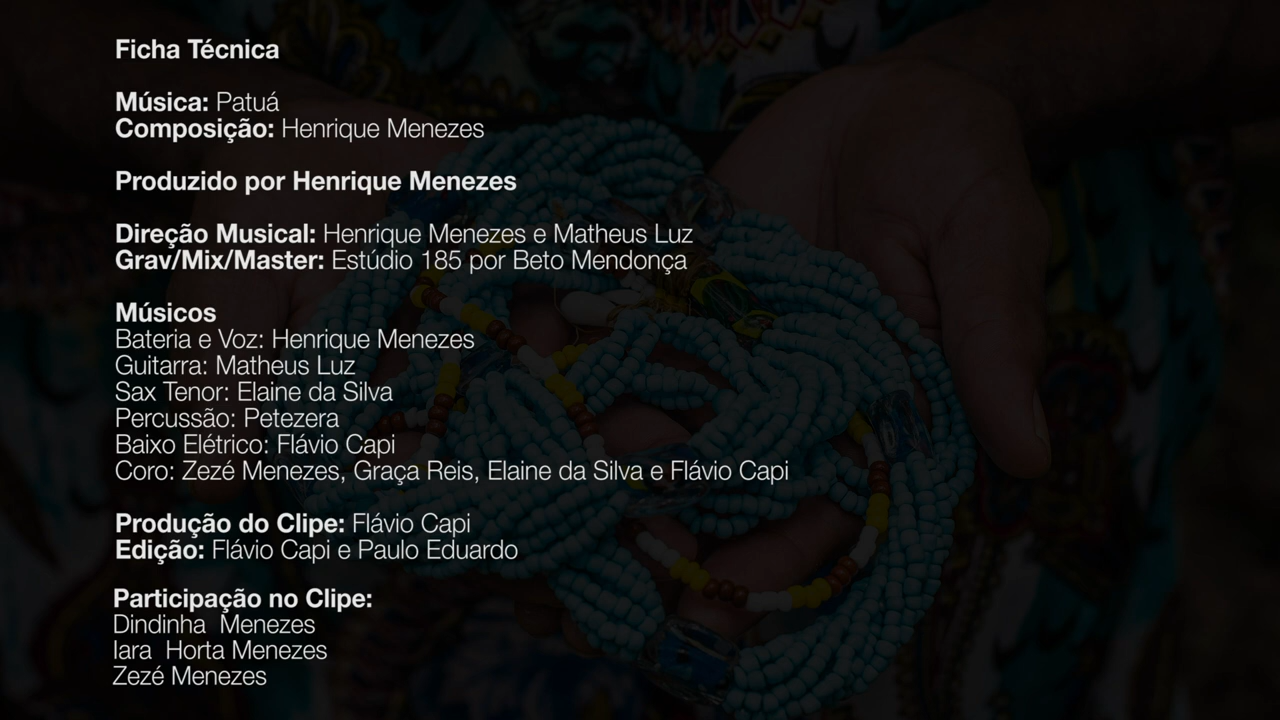 Ficha Técnica
Música: Patuá
Composição: Henrique Menezes
Produzido por Henrique Menezes
Direção Musical: Henrique Menezes e Matheus Luz
Grav/Mix/Master: Estúdio 185 por Beto Mendonça
Músicos
Bateria e Voz: Henrique Menezes
Guitarra: Matheus Luz
Sax Tenor: Elaine da Silva
Percussão: Petezera
Baixo Elétrico: Flávio Capi
Coro: Zezé Menezes, Graça Reis, Elaine da Silva e Flávio Capi
Produção do Clipe: Flávio Capi
Edição: Flávio Capi e Paulo Eduardo
Participação no Clipe:
Dindinha  Menezes
Iara  Horta Menezes
Zezé Menezes